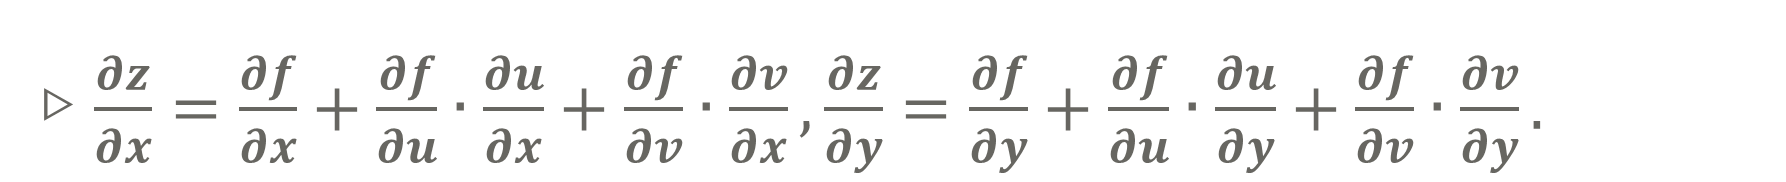 ▷ ∂z/∂x = ∂f/∂x + ∂f/∂u · ∂u/∂x + ∂f/∂v · ∂v/∂x , ∂z/∂y = ∂f/∂y + ∂f/∂u · ∂u/∂y + ∂f/∂v · ∂v/∂y .